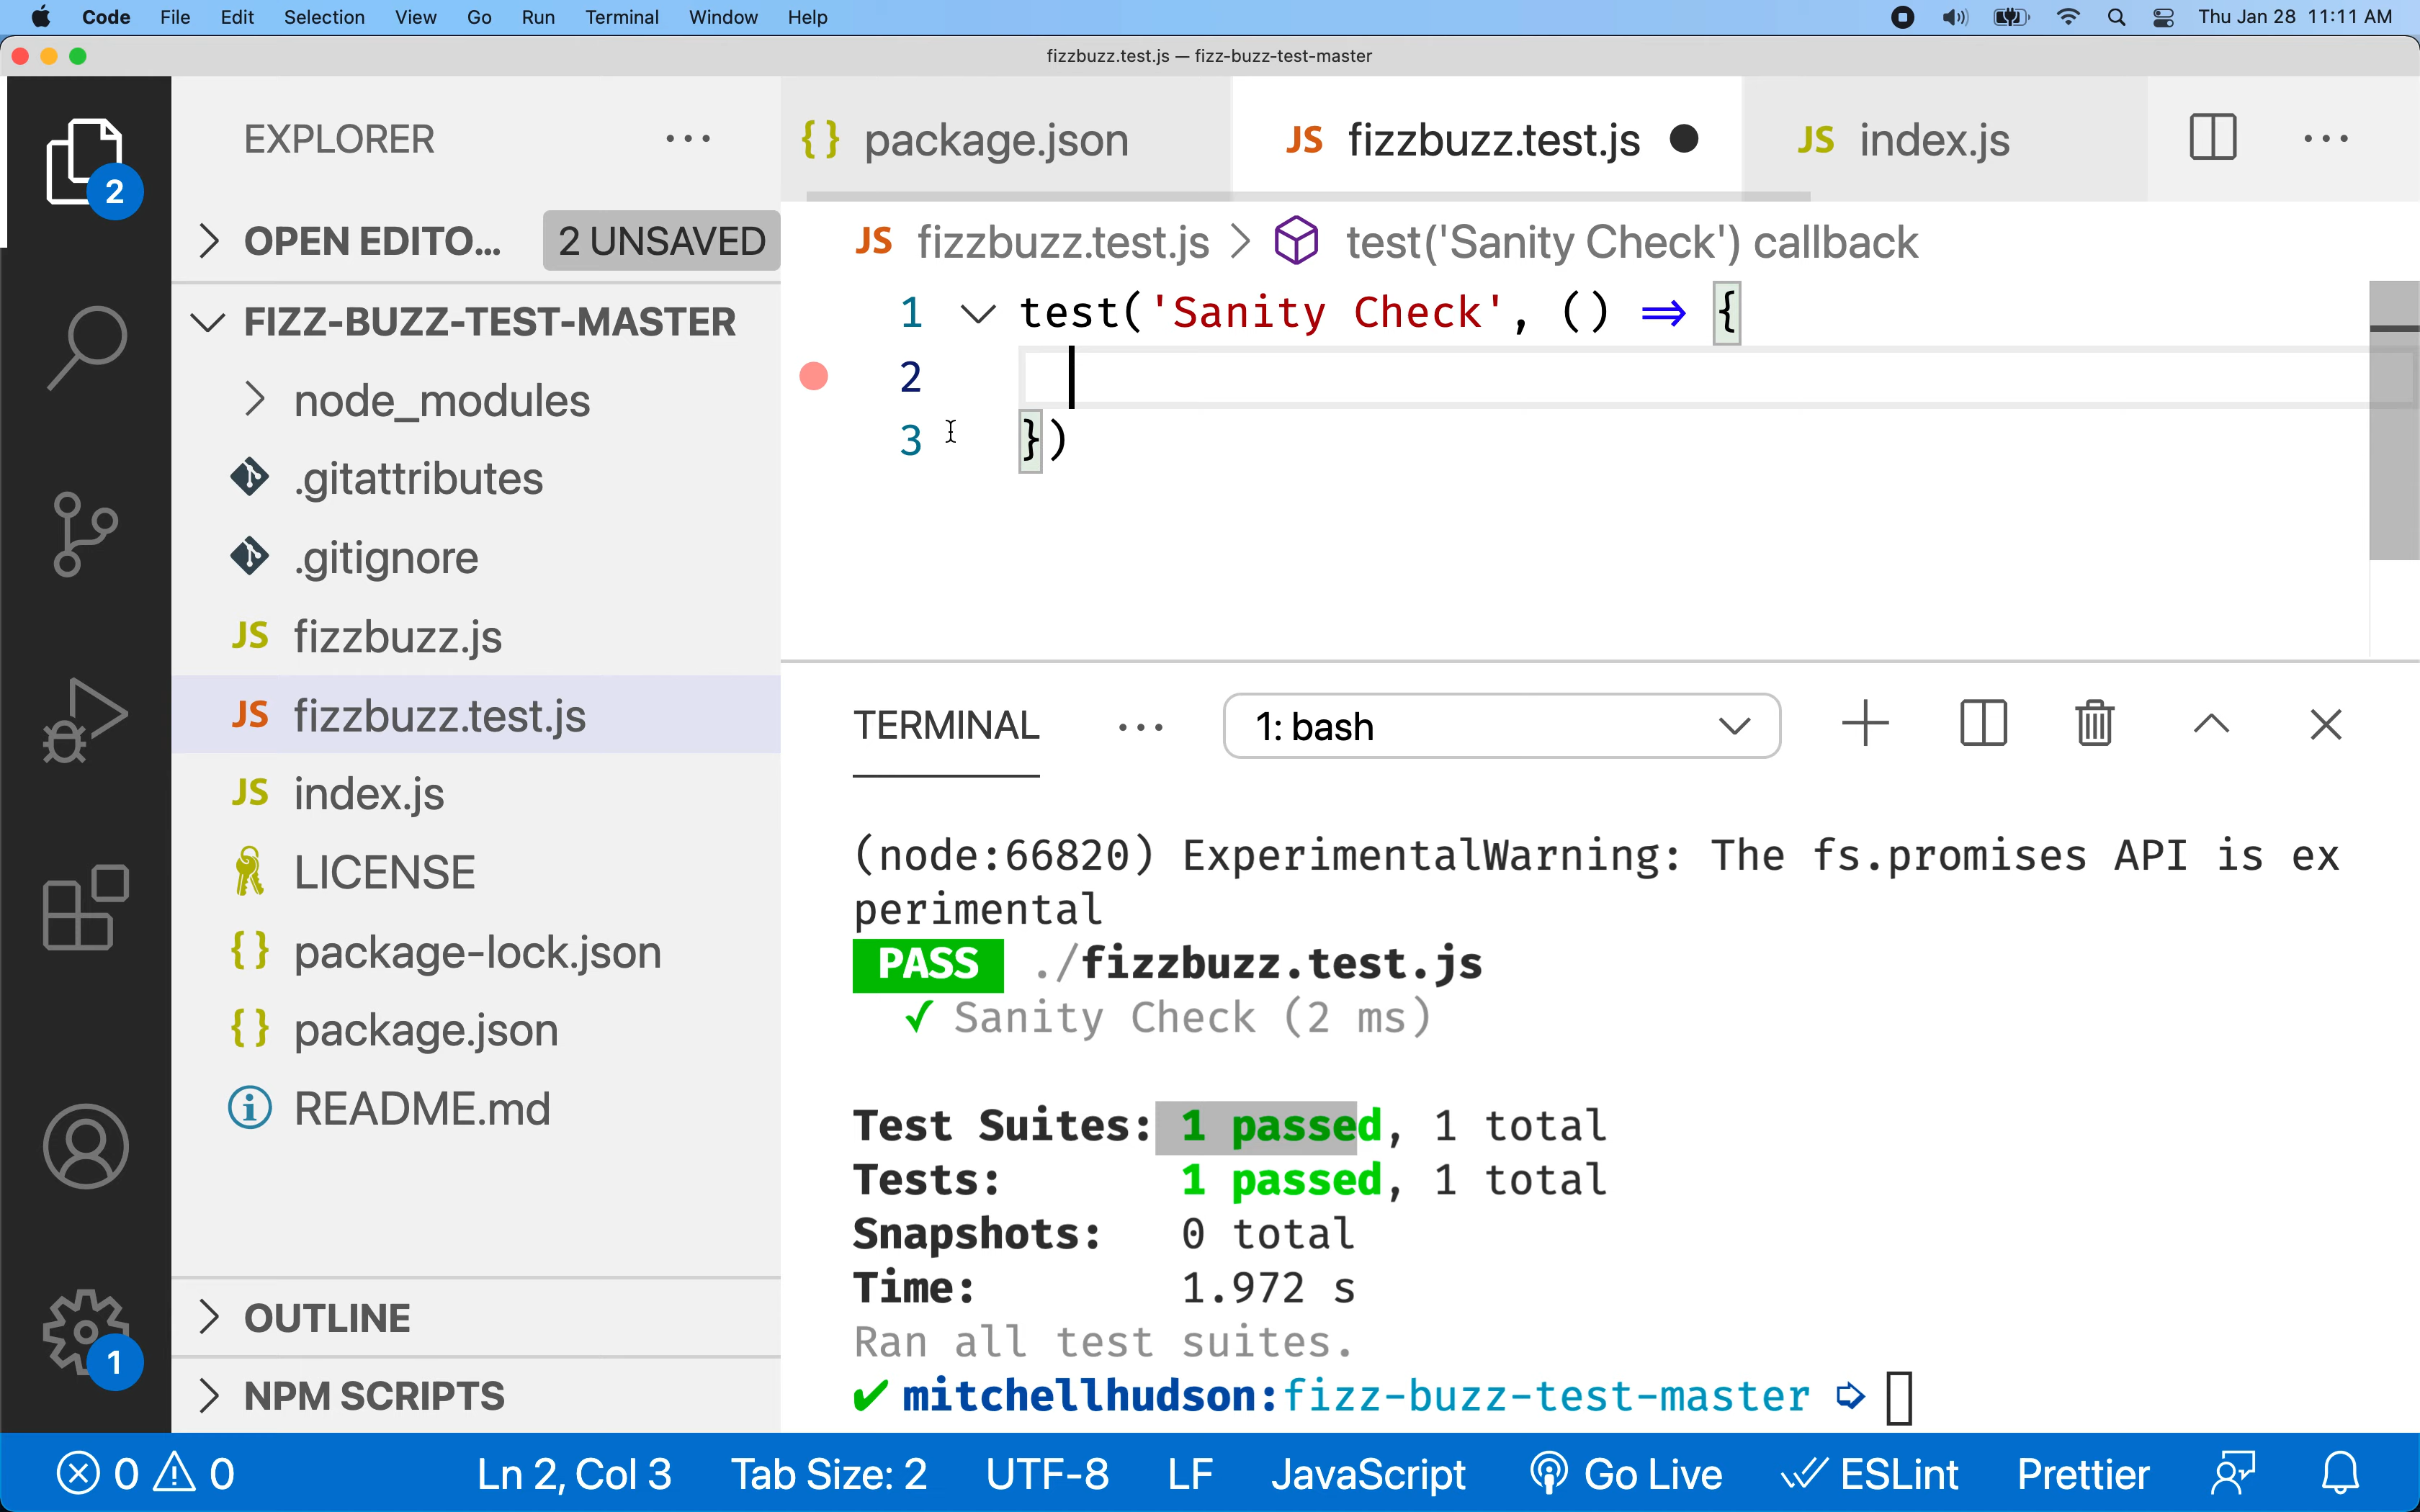 Code File Edit Selection View Go Run Terminal Window Help Thu Jan 28 11:11 AM
fizzbuzz.test.js — fizz-buzz-test-master
EXPLORER
{ } package.json JS fizzbuzz.test.js JS index.js
2
OPEN EDITO... 2 UNSAVED
JS fizzbuzz.test.js > test('Sanity Check') callback
FIZZ-BUZZ-TEST-MASTER
node_modules
.gitattributes
.gitignore
JS fizzbuzz.js
JS fizzbuzz.test.js
JS index.js
LICENSE
{ } package-lock.json
{ } package.json
README.md
OUTLINE
NPM SCRIPTS
1
1 test('Sanity Check', () => {
2
3 })
TERMINAL 1: bash
(node:66820) ExperimentalWarning: The fs.promises API is ex
perimental
PASS ./fizzbuzz.test.js
✓ Sanity Check (2 ms)
Test Suites: 1 passed, 1 total
Tests: 1 passed, 1 total
Snapshots: 0 total
Time: 1.972 s
Ran all test suites.
✔ mitchellhudson:fizz-buzz-test-master ➩
0 0 Ln 2, Col 3 Tab Size: 2 UTF-8 LF JavaScript Go Live ESLint Prettier